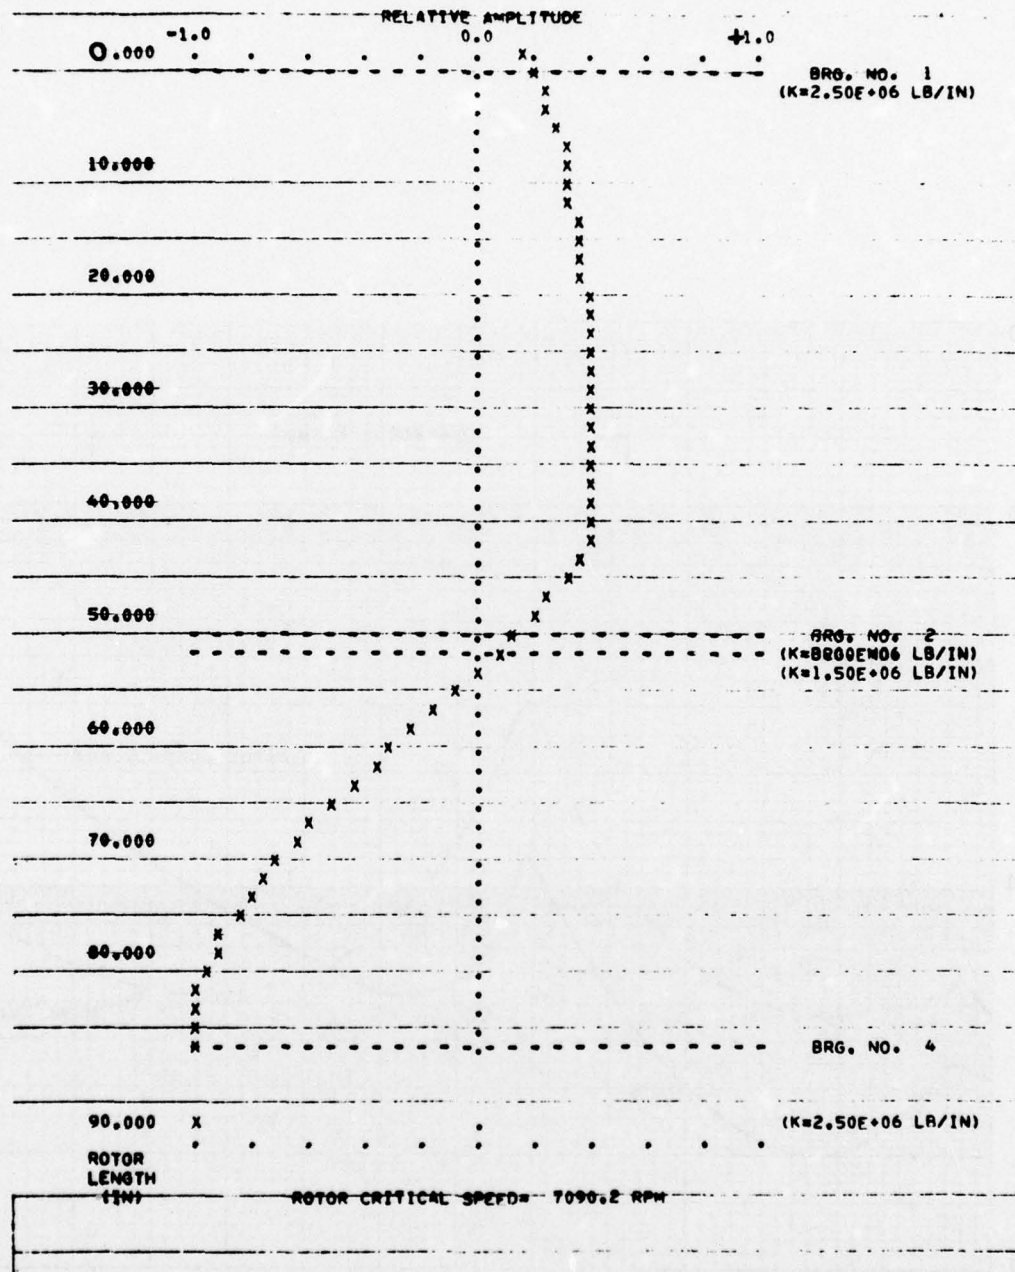 RELATIVE AMPLITUDE
-1.0 0.0 +1.0
0.000
BRG. NO. 1
(K=2.50E+06 LB/IN)
10.000
20.000
30.000
40.000
50.000
BRG. NO. 2
LB/IN)
(K=1.50E+06 LB/IN)
60.000
70.000
80.000
BRG. NO. 4
90.000 (K=2.50E+06 LB/IN)
ROTOR
LENGTH
(IN) ROTOR CRITICAL SPEED= 7090.2 RPM